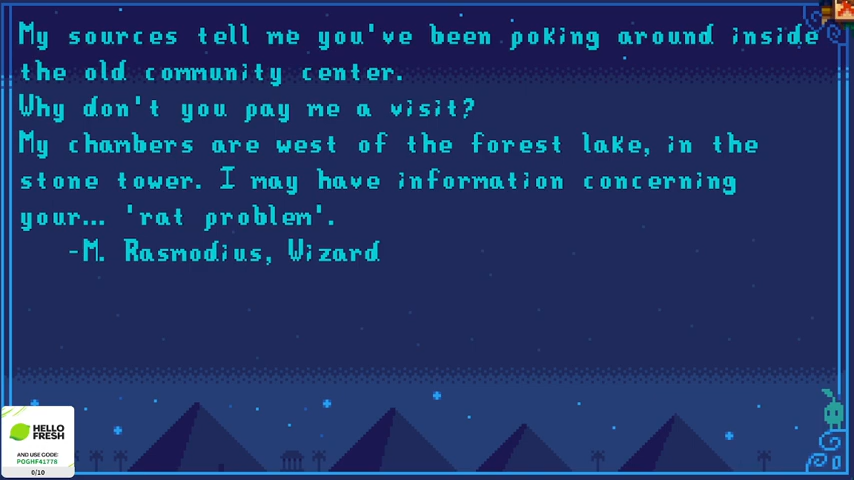 My sources tell me you've been poking around inside
the old community center.
Why don't you pay me a visit?
My chambers are west of the forest lake, in the
stone tower. I may have information concerning
your... 'rat problem'.
-M. Rasmodius, Wizard
HELLO
FRESH
AND USE CODE:
POGHF41778
0/10